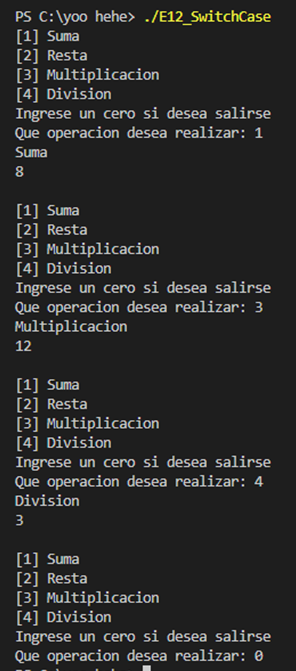 PS C:\yoo hehe> ./E12_SwitchCase
[1] Suma
[2] Resta
[3] Multiplicacion
[4] Division
Ingrese un cero si desea salirse
Que operacion desea realizar: 1
Suma
8
[1] Suma
[2] Resta
[3] Multiplicacion
[4] Division
Ingrese un cero si desea salirse
Que operacion desea realizar: 3
Multiplicacion
12
[1] Suma
[2] Resta
[3] Multiplicacion
[4] Division
Ingrese un cero si desea salirse
Que operacion desea realizar: 4
Division
3
[1] Suma
[2] Resta
[3] Multiplicacion
[4] Division
Ingrese un cero si desea salirse
Que operacion desea realizar: 0